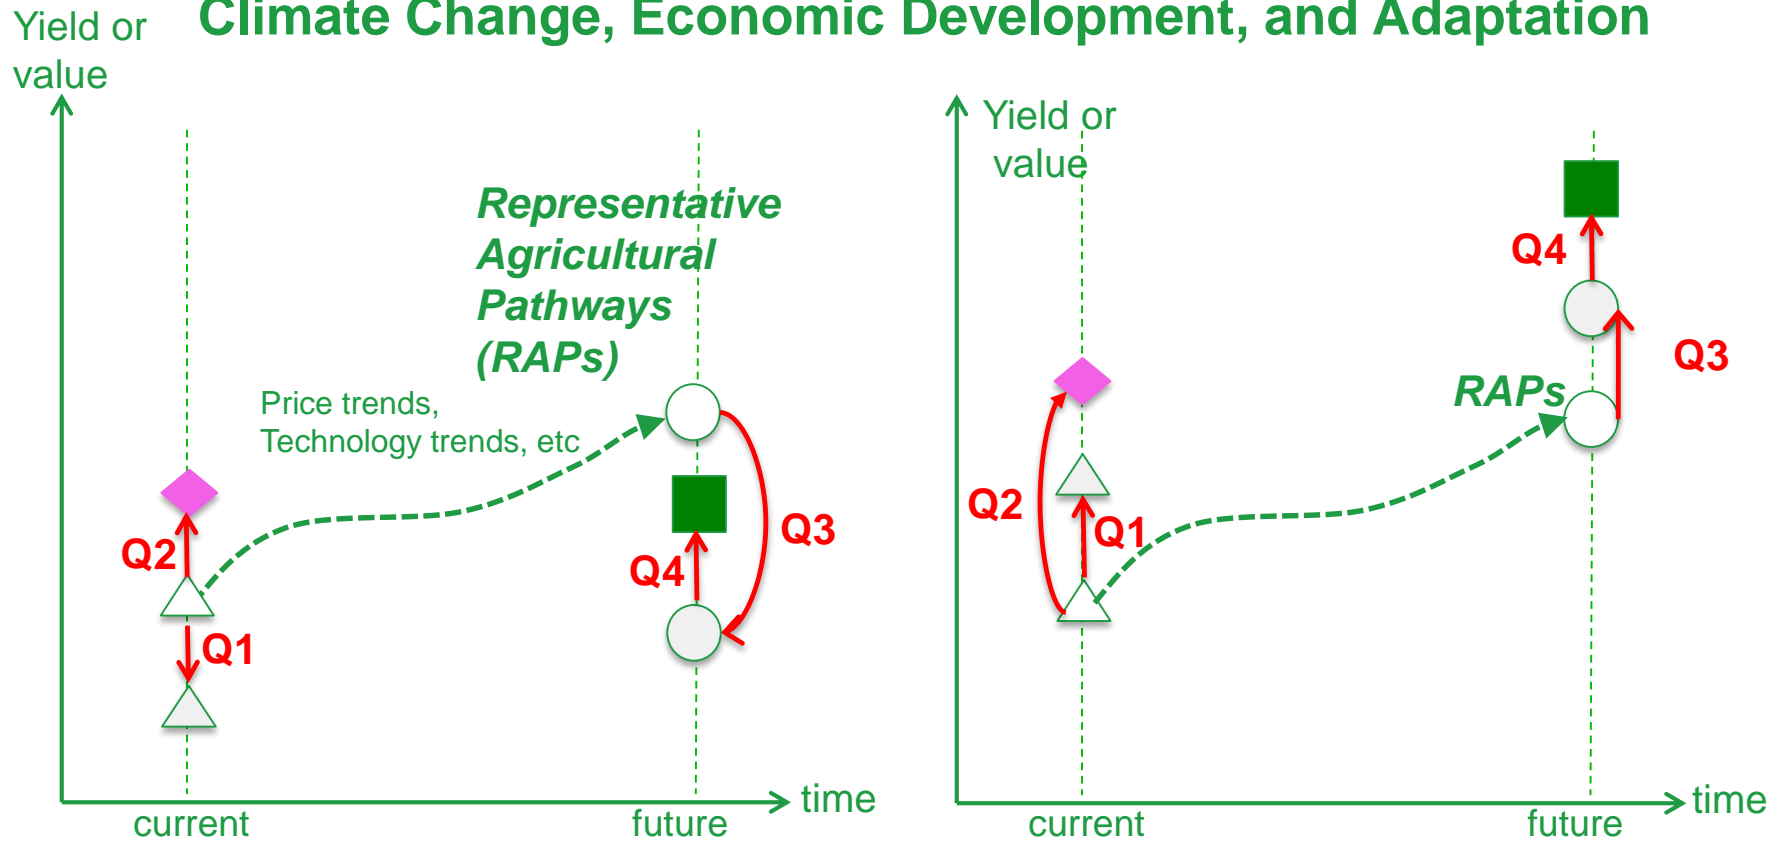 Climate Change, Economic Development, and Adaptation
Yield or
value
Representative
Agricultural
Pathways
(RAPs)
Price trends,
Technology trends, etc
Q2
Q1
Q4
Q3
time
current
future
Yield or
value
Q4
Q3
RAPs
Q2
Q1
time
current
future